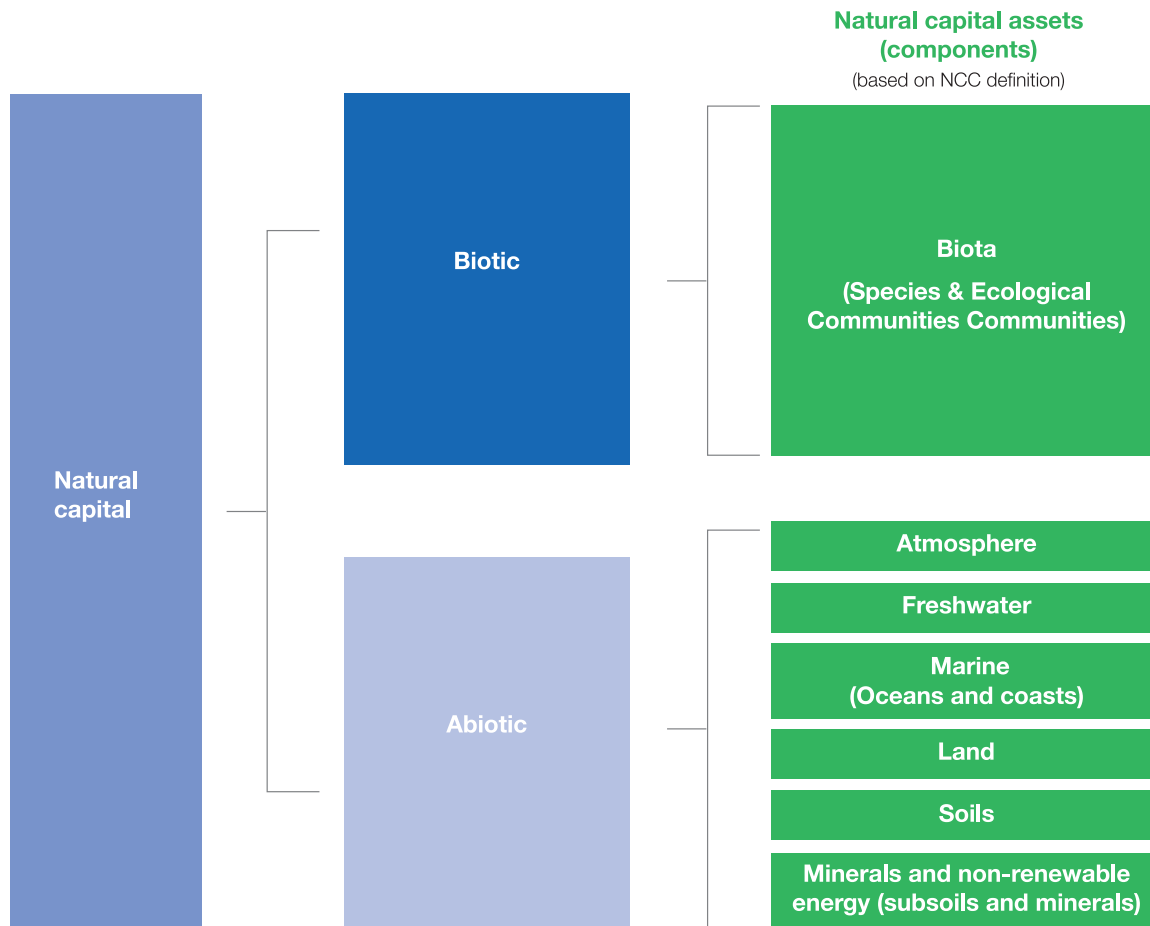 Natural capital assets
(components)
(based on NCC definition)
Natural
capital
Biotic
Biota
(Species & Ecological
Communities Communities)
Abiotic
Atmosphere
Freshwater
Marine
(Oceans and coasts)
Land
Soils
Minerals and non-renewable
energy (subsoils and minerals)